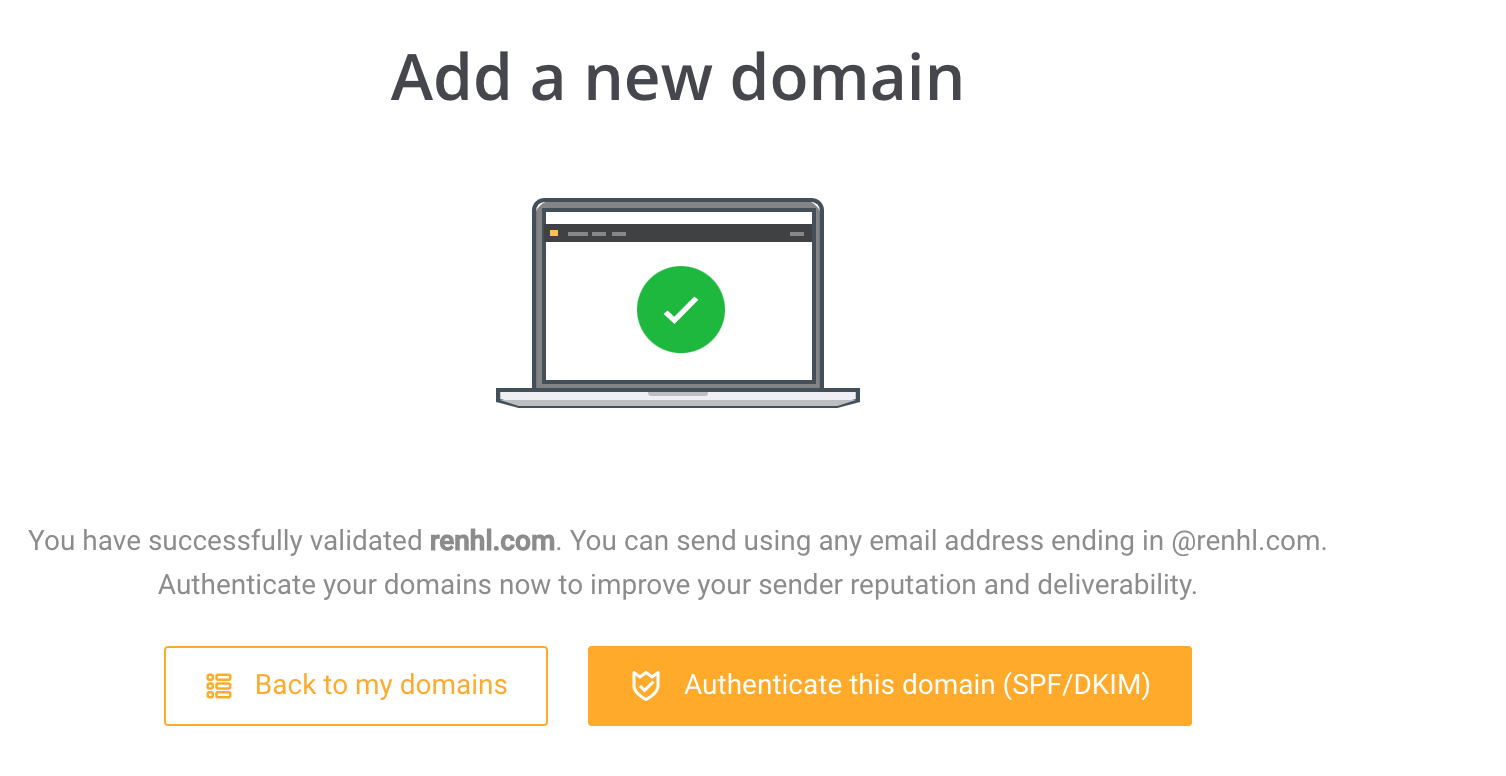 Add a new domain
You have successfully validated renhl.com. You can send using any email address ending in @renhl.com.
Authenticate your domains now to improve your sender reputation and deliverability.
Back to my domains
Authenticate this domain (SPF/DKIM)